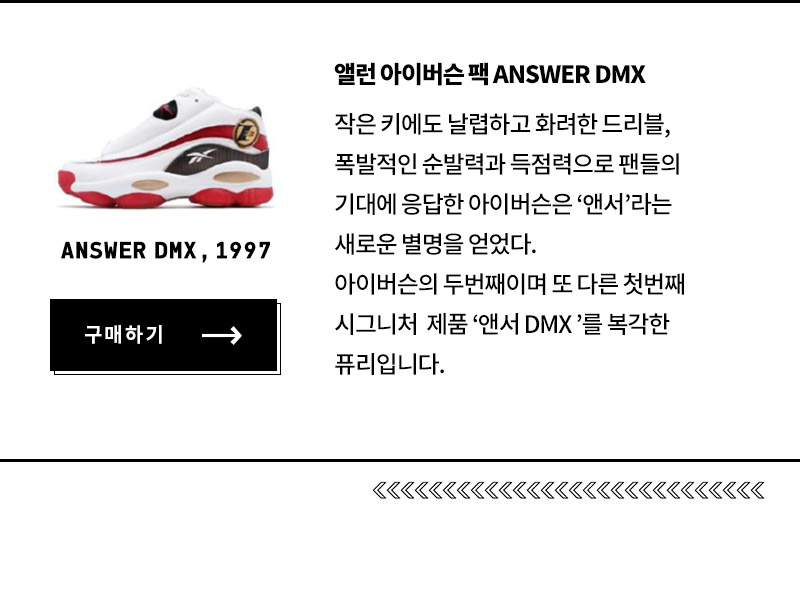 앨런 아이버슨 팩 ANSWER DMX
작은 키에도 날렵하고 화려한 드리블,
폭발적인 순발력과 득점력으로 팬들의
기대에 응답한 아이버슨은 ‘앤서’라는
새로운 별명을 얻었다.
아이버슨의 두번째이며 또 다른 첫번째
시그니처 제품 ‘앤서 DMX ’를 복각한
퓨리입니다.
ANSWER DMX, 1997
구매하기